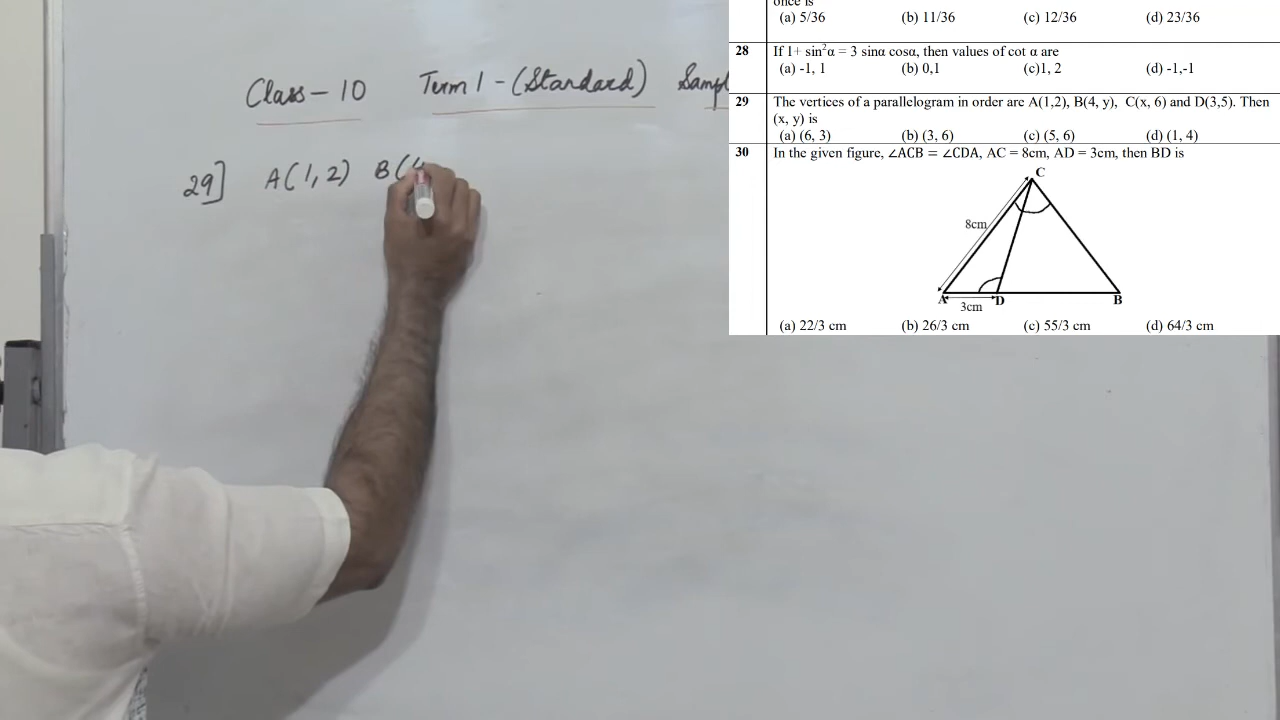 Class – 10 Term 1 - (Standard) Sampl
29] A(1, 2) B(4
once is
(a) 5/36 (b) 11/36 (c) 12/36 (d) 23/36
28 If 1+ sin²α = 3 sinα cosα, then values of cot α are
(a) -1, 1 (b) 0,1 (c)1, 2 (d) -1,-1
29 The vertices of a parallelogram in order are A(1,2), B(4, y), C(x, 6) and D(3,5). Then
(x, y) is
(a) (6, 3) (b) (3, 6) (c) (5, 6) (d) (1, 4)
30 In the given figure, ∠ACB = ∠CDA, AC = 8cm, AD = 3cm, then BD is
C
8cm
A D B
3cm
(a) 22/3 cm (b) 26/3 cm (c) 55/3 cm (d) 64/3 cm